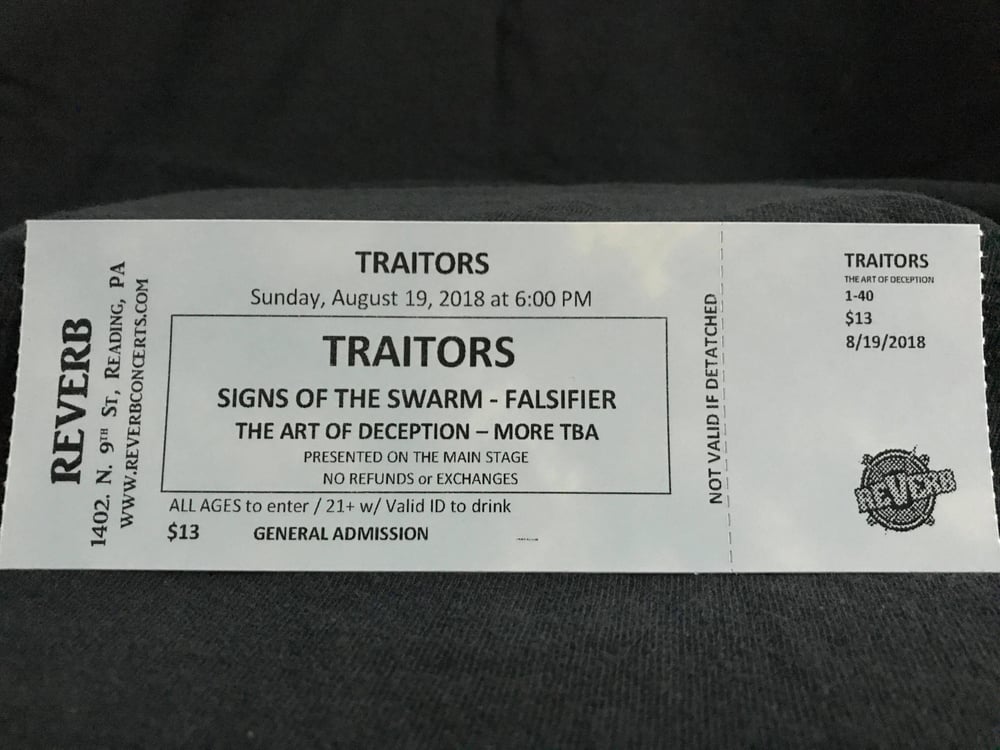 REVERB
1402. N. 9TH ST, READING, PA
WWW.REVERBCONCERTS.COM
TRAITORS
Sunday, August 19, 2018 at 6:00 PM
TRAITORS
SIGNS OF THE SWARM - FALSIFIER
THE ART OF DECEPTION – MORE TBA
PRESENTED ON THE MAIN STAGE
NO REFUNDS or EXCHANGES
ALL AGES to enter / 21+ w/ Valid ID to drink
$13 GENERAL ADMISSION
NOT VALID IF DETATCHED
TRAITORS
THE ART OF DECEPTION
1-40
$13
8/19/2018
REVERB